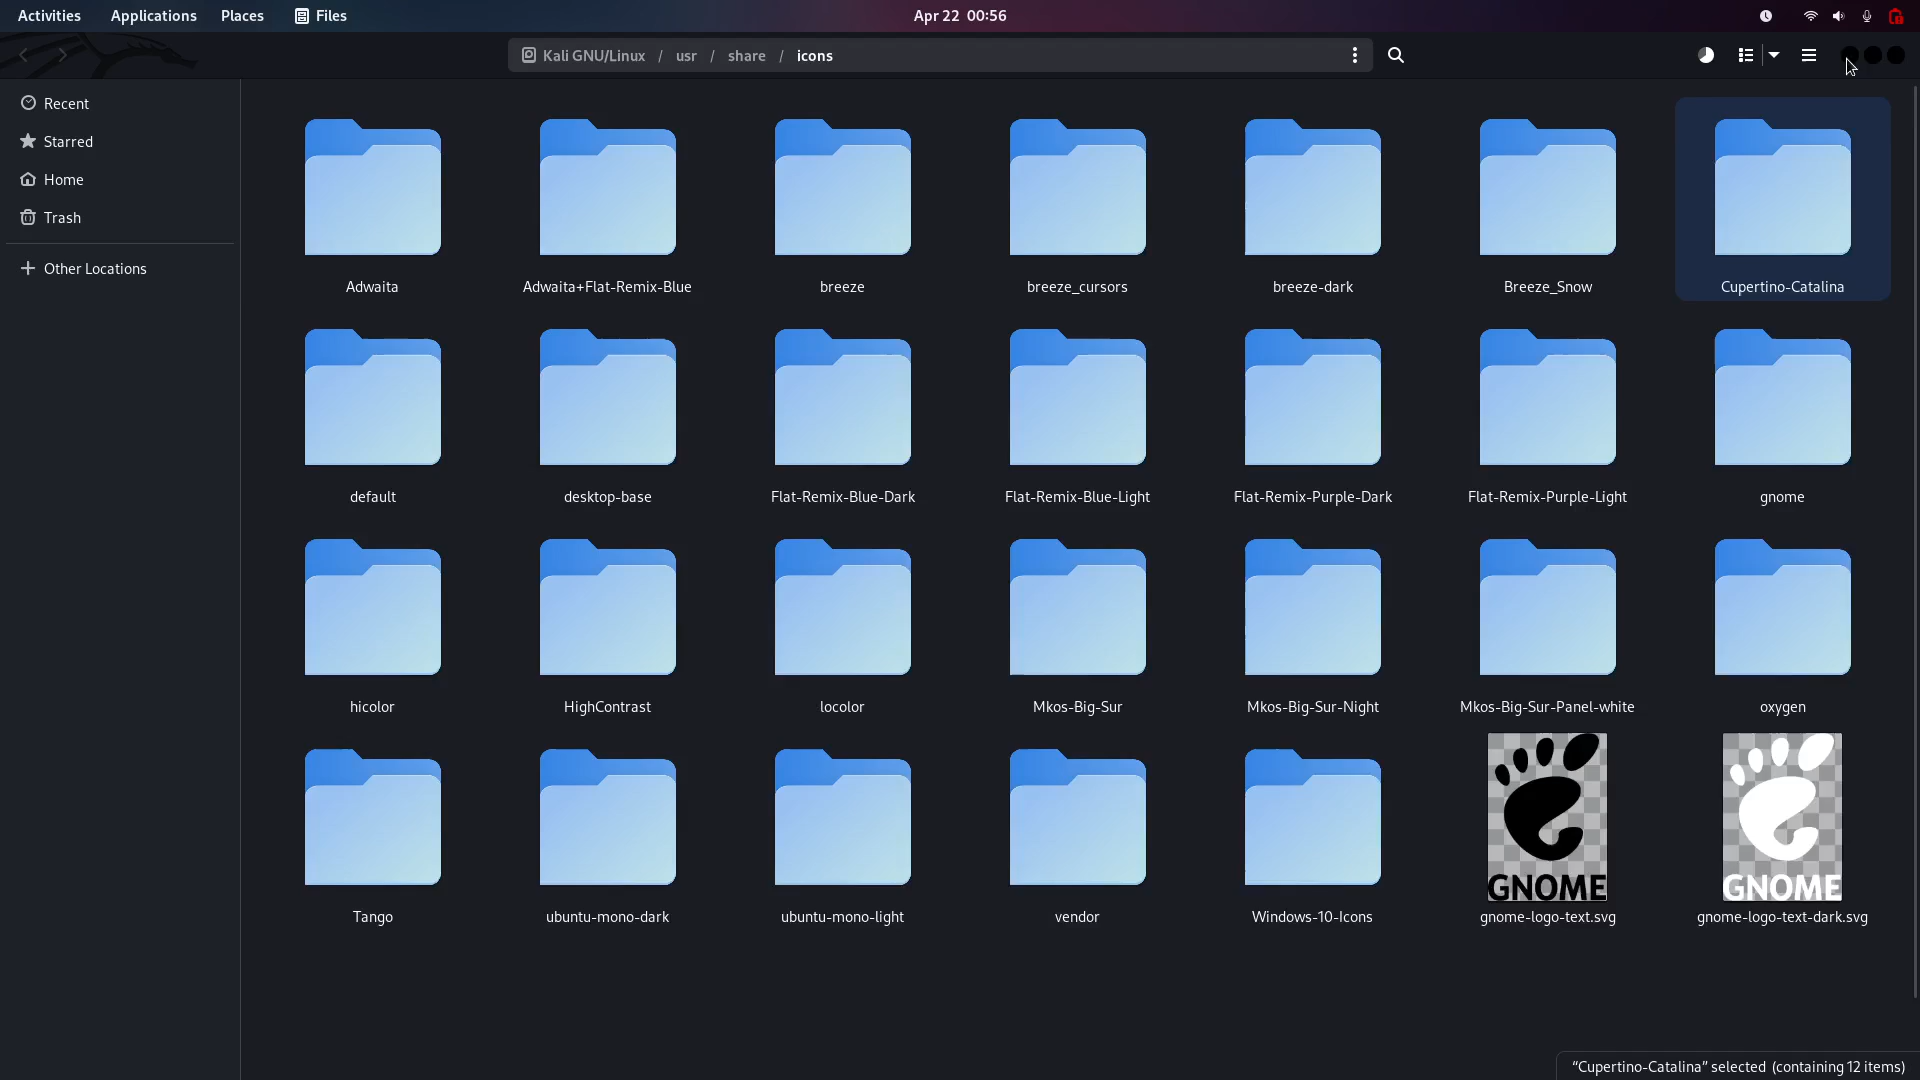 Activities Applications Places Files Apr 22 00:56
Kali GNU/Linux / usr / share / icons
Recent
Starred
Home
Trash
Other Locations
Adwaita Adwaita+Flat-Remix-Blue breeze breeze_cursors breeze-dark Breeze_Snow Cupertino-Catalina
default desktop-base Flat-Remix-Blue-Dark Flat-Remix-Blue-Light Flat-Remix-Purple-Dark Flat-Remix-Purple-Light gnome
hicolor HighContrast locolor Mkos-Big-Sur Mkos-Big-Sur-Night Mkos-Big-Sur-Panel-white oxygen
GNOME GNOME
Tango ubuntu-mono-dark ubuntu-mono-light vendor Windows-10-Icons gnome-logo-text.svg gnome-logo-text-dark.svg
“Cupertino-Catalina” selected (containing 12 items)